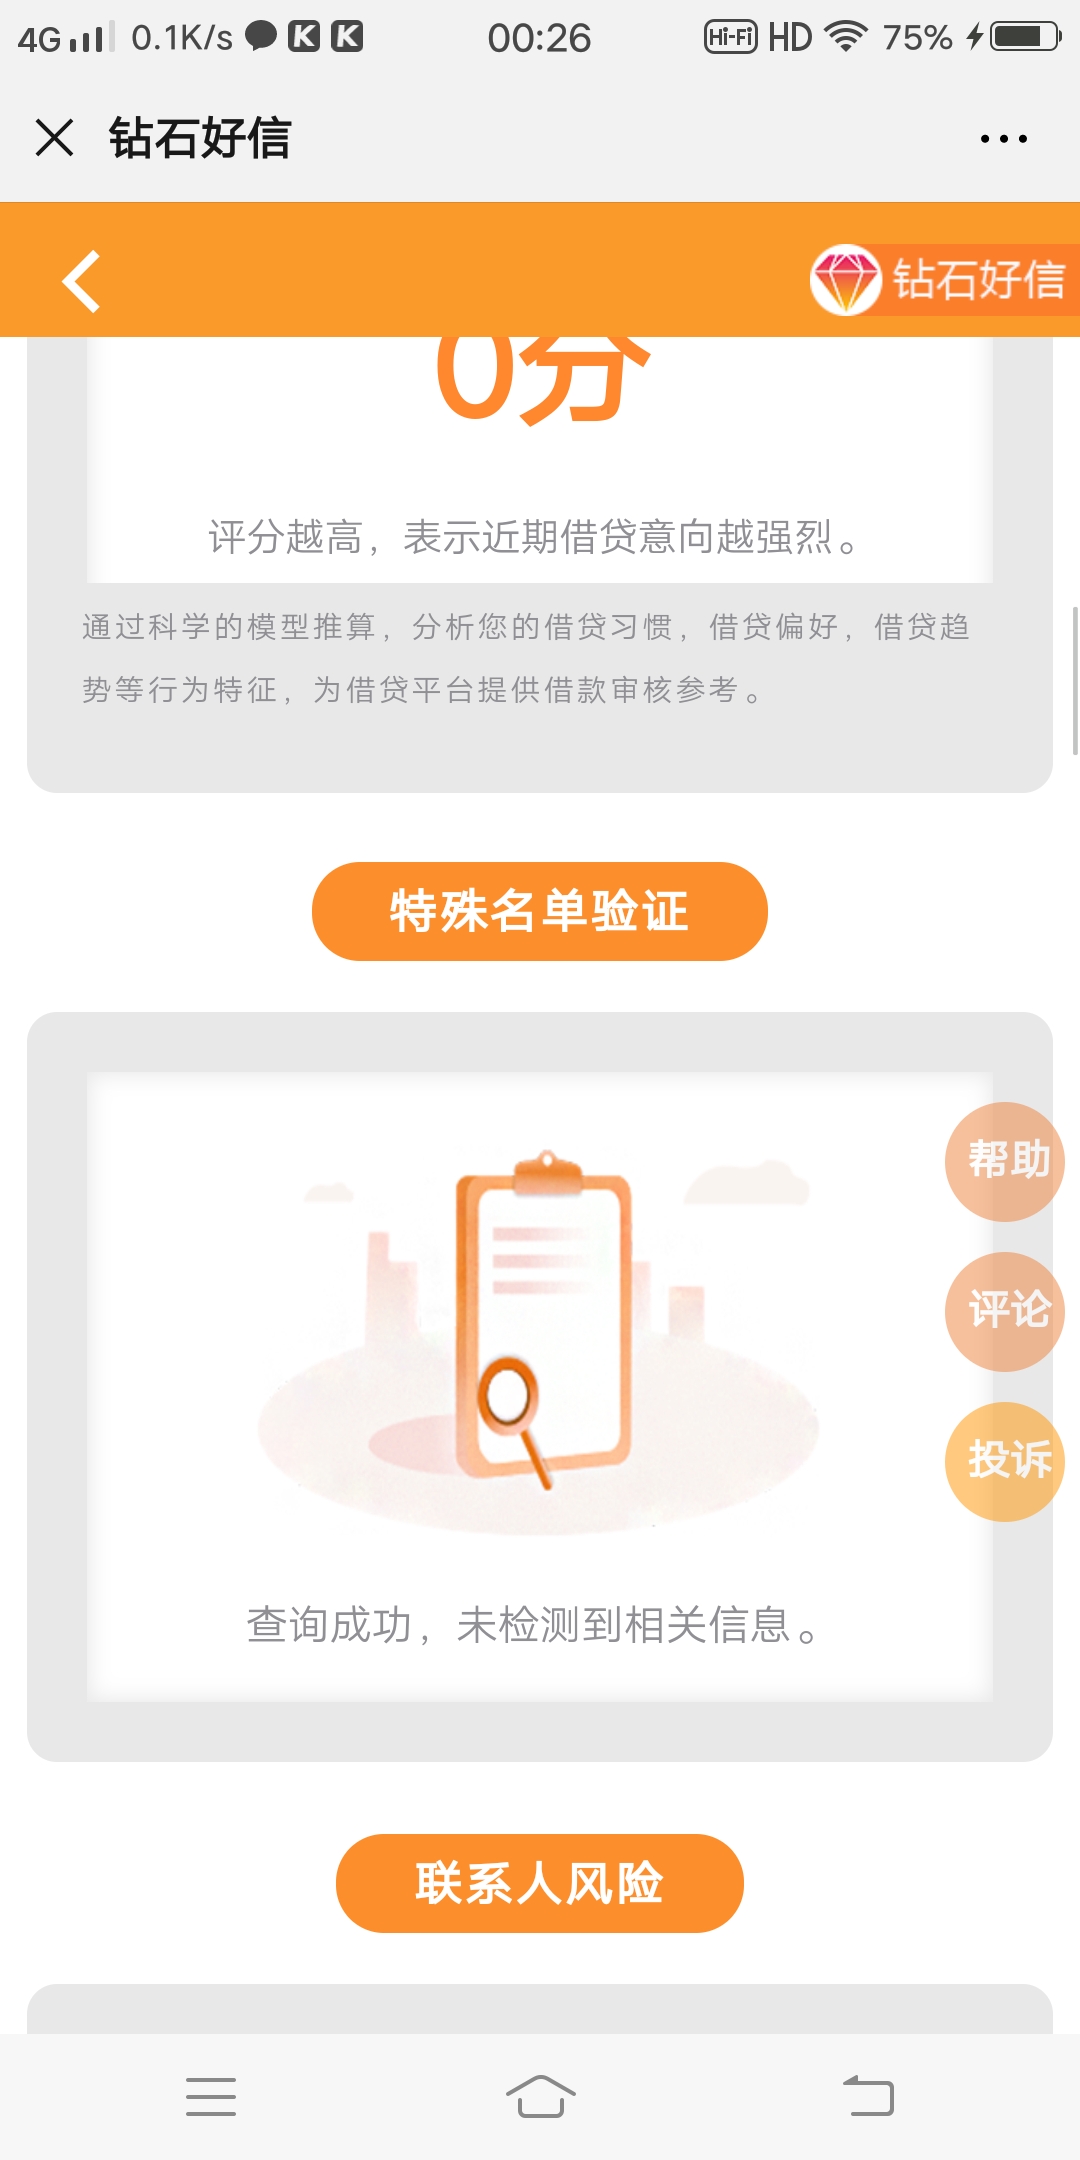 4G 0.1K/s K K 00:26 Hi-Fi HD 75%
钻石好信
钻石好信
0分
评分越高，表示近期借贷意向越强烈。
通过科学的模型推算，分析您的借贷习惯，借贷偏好，借贷趋
势等行为特征，为借贷平台提供借款审核参考。
特殊名单验证
帮助
评论
投诉
查询成功，未检测到相关信息。
联系人风险